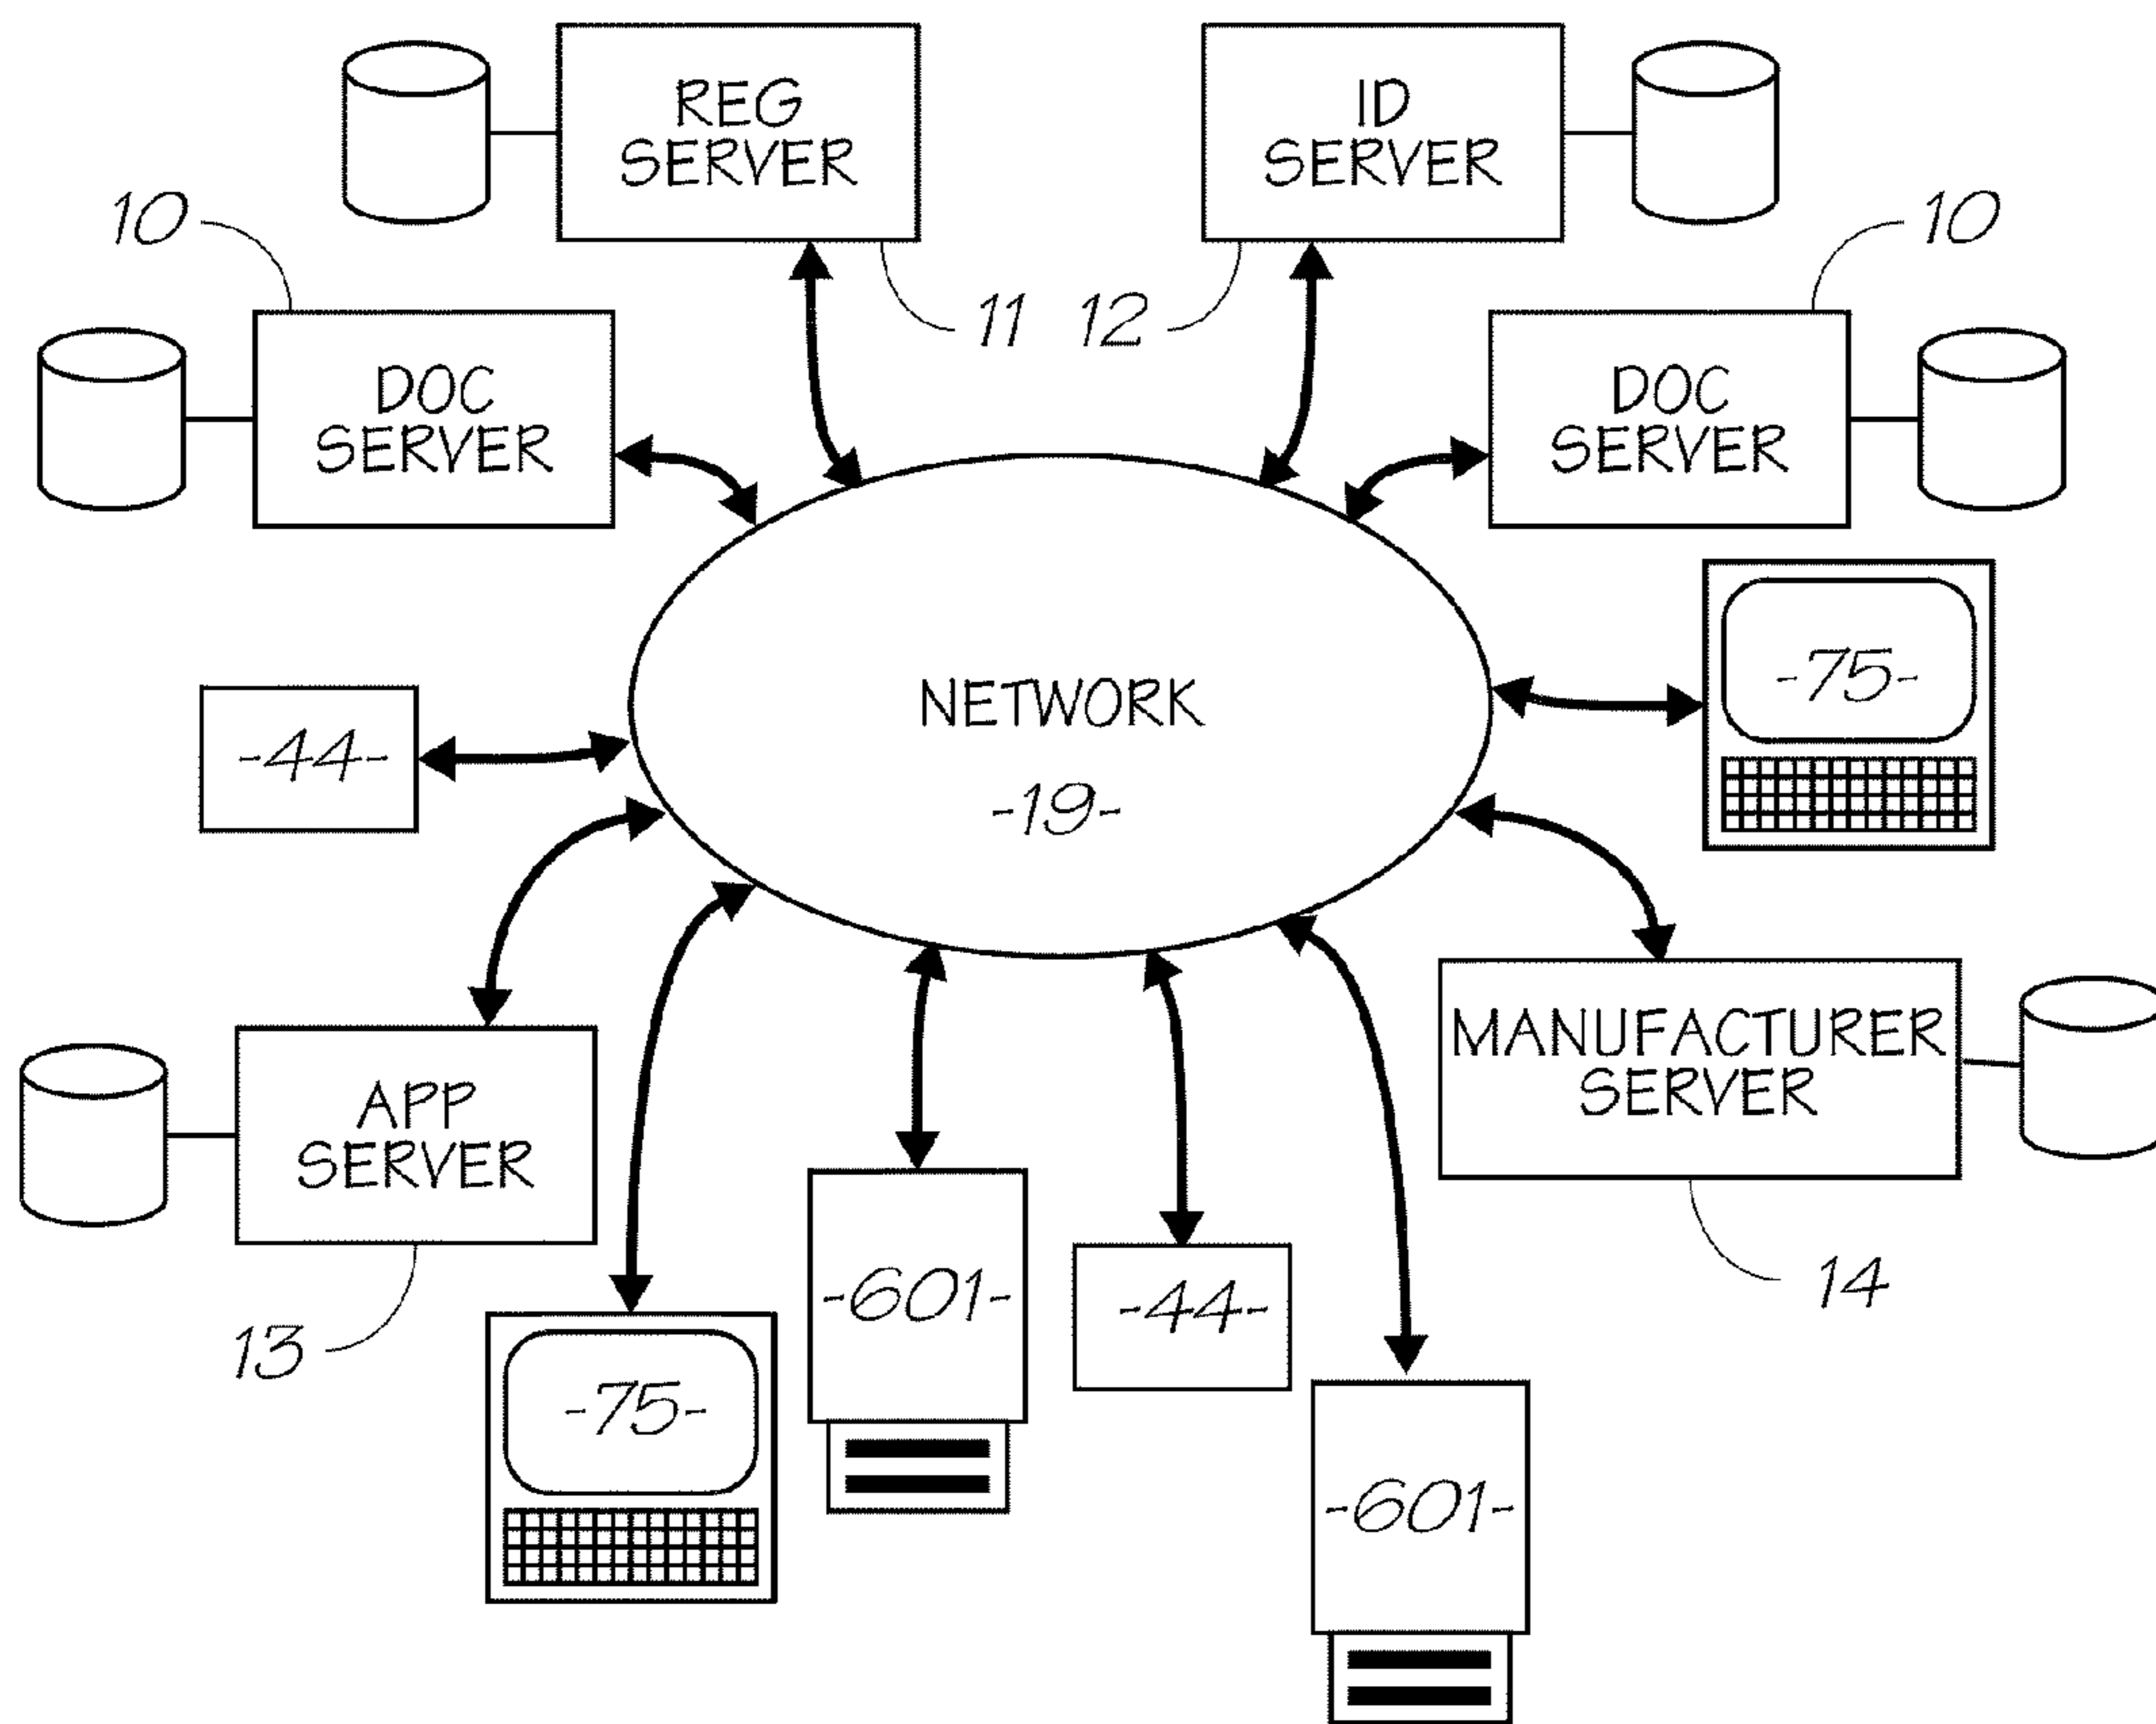 REG
SERVER
ID
SERVER
10
10
11
12
DOC
SERVER
DOC
SERVER
-75-
NETWORK
-19-
-44-
MANUFACTURER
SERVER
APP
SERVER
-601-
-44-
14
13
-75-
-601-